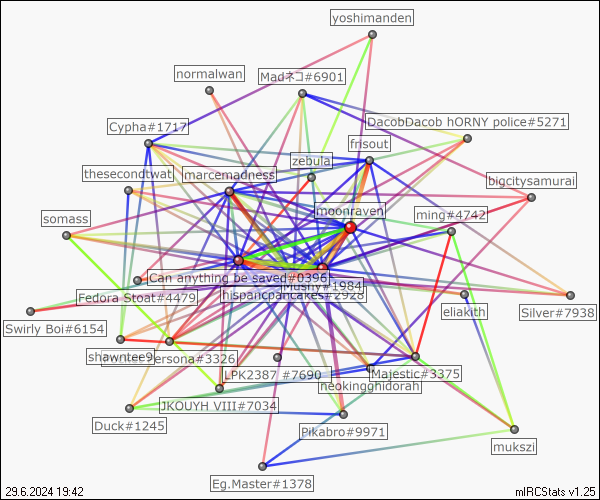 yoshimanden
normalwan
Madネコ#6901
DacobDacob hORNY police#5271
Cypha#1717
frisout
zebula
thesecondtwat
marcemadness
bigcitysamurai
moonraven
ming#4742
somass
Can anything be saved#0396
Mushy#1984
hispancpancakes#2928
Fedora Stoat#4479
eliakith
Silver#7938
Swirly Boi#6154
shawntee9
ersona#3326
LPK2387 #7690
Majestic#3375
neokingghidorah
JKOUYH VIII#7034
Duck#1245
Pikabro#9971
mukszi
Eg.Master#1378
29.6.2024 19:42
mIRCStats v1.25